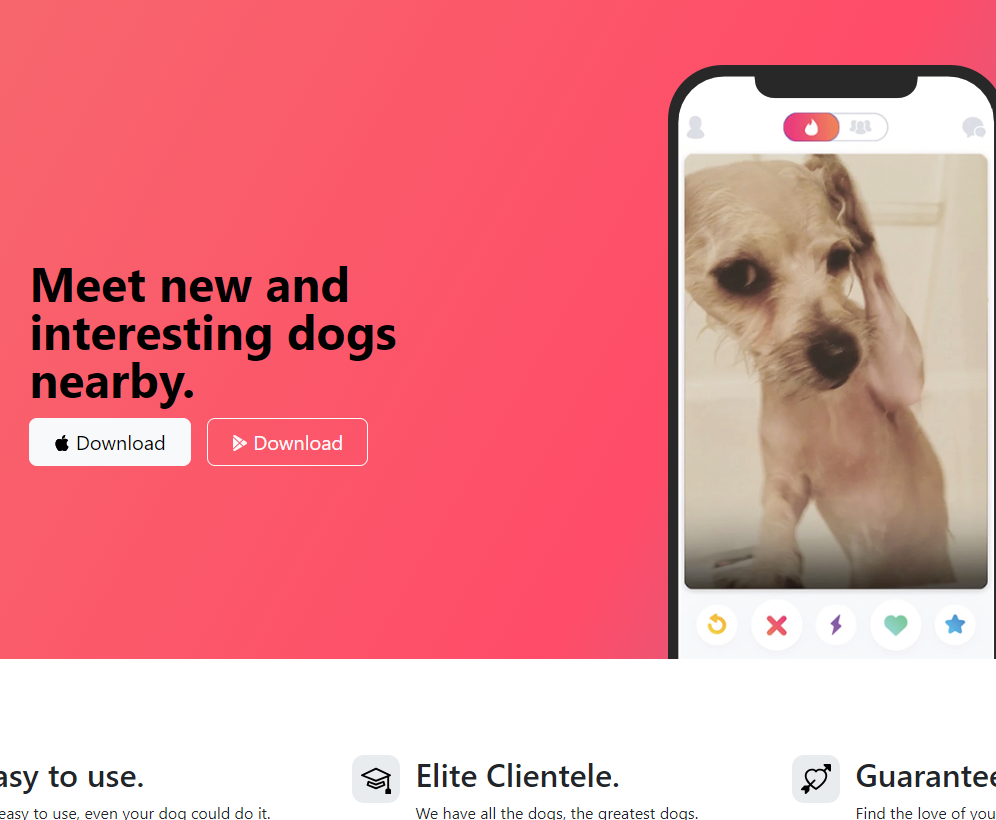 Meet new and
interesting dogs
nearby.
Download
Download
asy to use.
easy to use, even your dog could do it.
Elite Clientele.
We have all the dogs, the greatest dogs.
Guarantee
Find the love of you